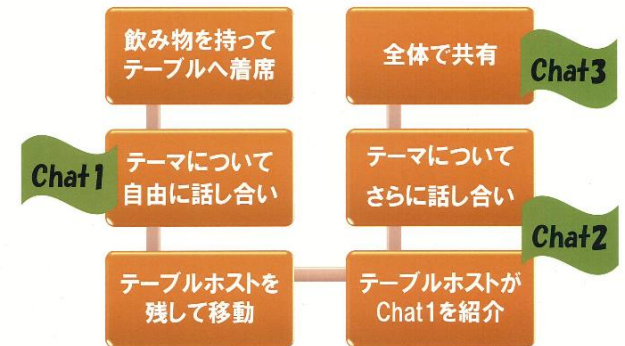 飲み物を持って
テーブルへ着席
Chat1
テーマについて
自由に話し合い
テーブルホストを
残して移動
テーブルホストが
Chat1を紹介
Chat2
テーマについて
さらに話し合い
全体で共有
Chat3